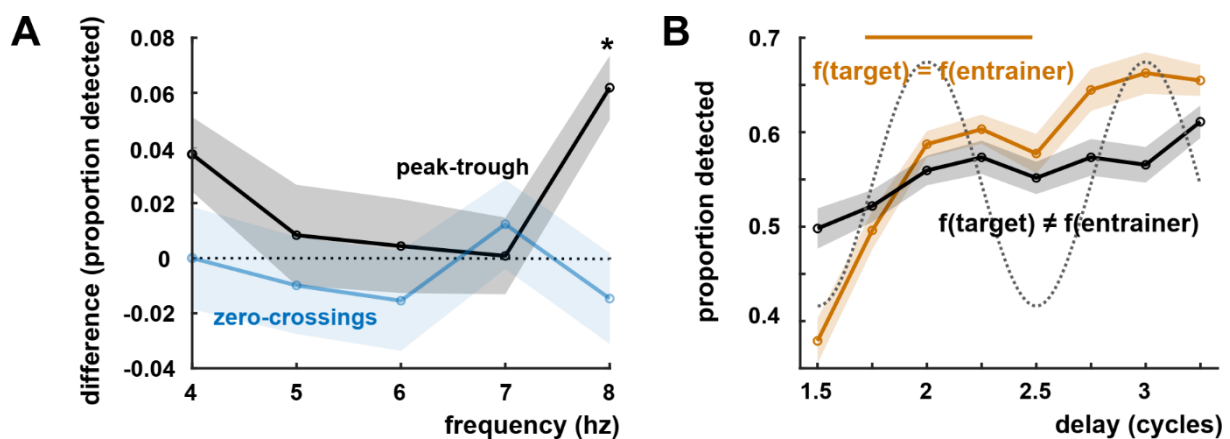 A
difference (proportion detected)
0.08
0.06
0.04
0.02
0
-0.02
-0.04
*
peak-trough
zero-crossings
4
5
6
7
8
frequency (hz)
B
proportion detected
0.7
0.6
0.5
0.4
f(target) = f(entrainer)
f(target) ≠ f(entrainer)
1.5
2
2.5
3
delay (cycles)